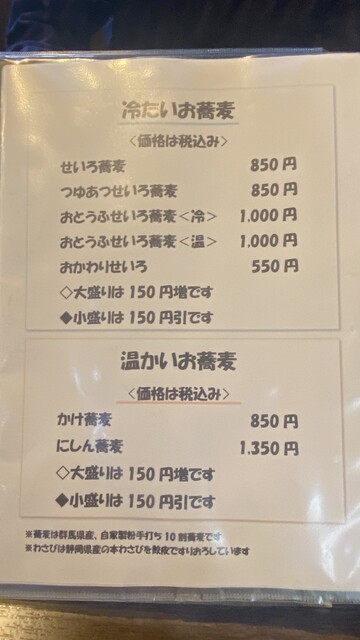 冷たいお蕎麦
<価格は税込み>
せいろ蕎麦 850円
つゆあつせいろ蕎麦 850円
おとうふせいろ蕎麦<冷> 1.000円
おとうふせいろ蕎麦<温> 1.000円
おかわりせいろ 550円
◇大盛りは150円増です
◆小盛りは150円引です
温かいお蕎麦
<価格は税込み>
かけ蕎麦 850円
にしん蕎麦 1.350円
◇大盛りは150円増です
◆小盛りは150円引です
※蕎麦は群馬県産、自家製粉手打ち10割蕎麦です
※わさびは静岡県産の本わさびを鮫皮ですりおろしています